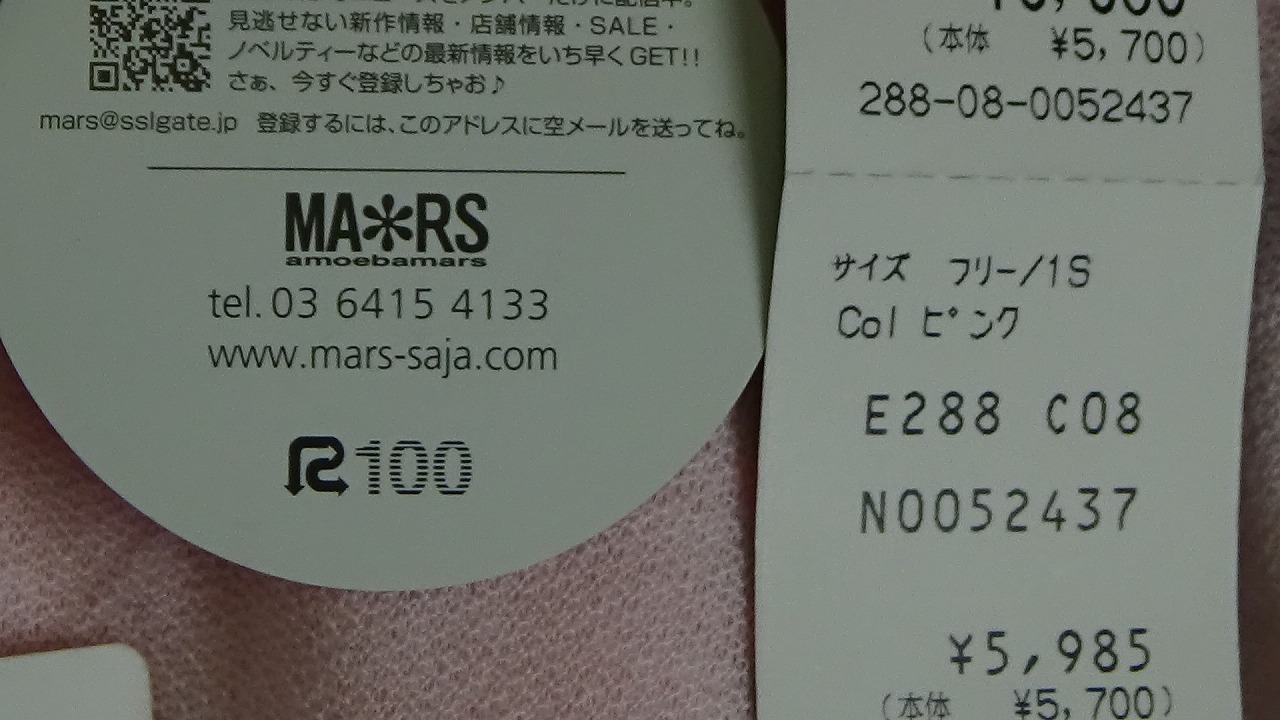 見逃せない新作情報・店舗情報・SALE・
ノベルティーなどの最新情報をいち早くGET!!
さぁ、今すぐ登録しちゃお♪
mars@sslgate.jp 登録するには、このアドレスに空メールを送ってね。
MA*RS
amoebamars
tel. 03 6415 4133
www.mars-saja.com
R100
(本体 ¥5,700)
288-08-0052437
サイズ フリー/1S
Col ピンク
E288 C08
N0052437
¥5,985
(本体 ¥5,700)